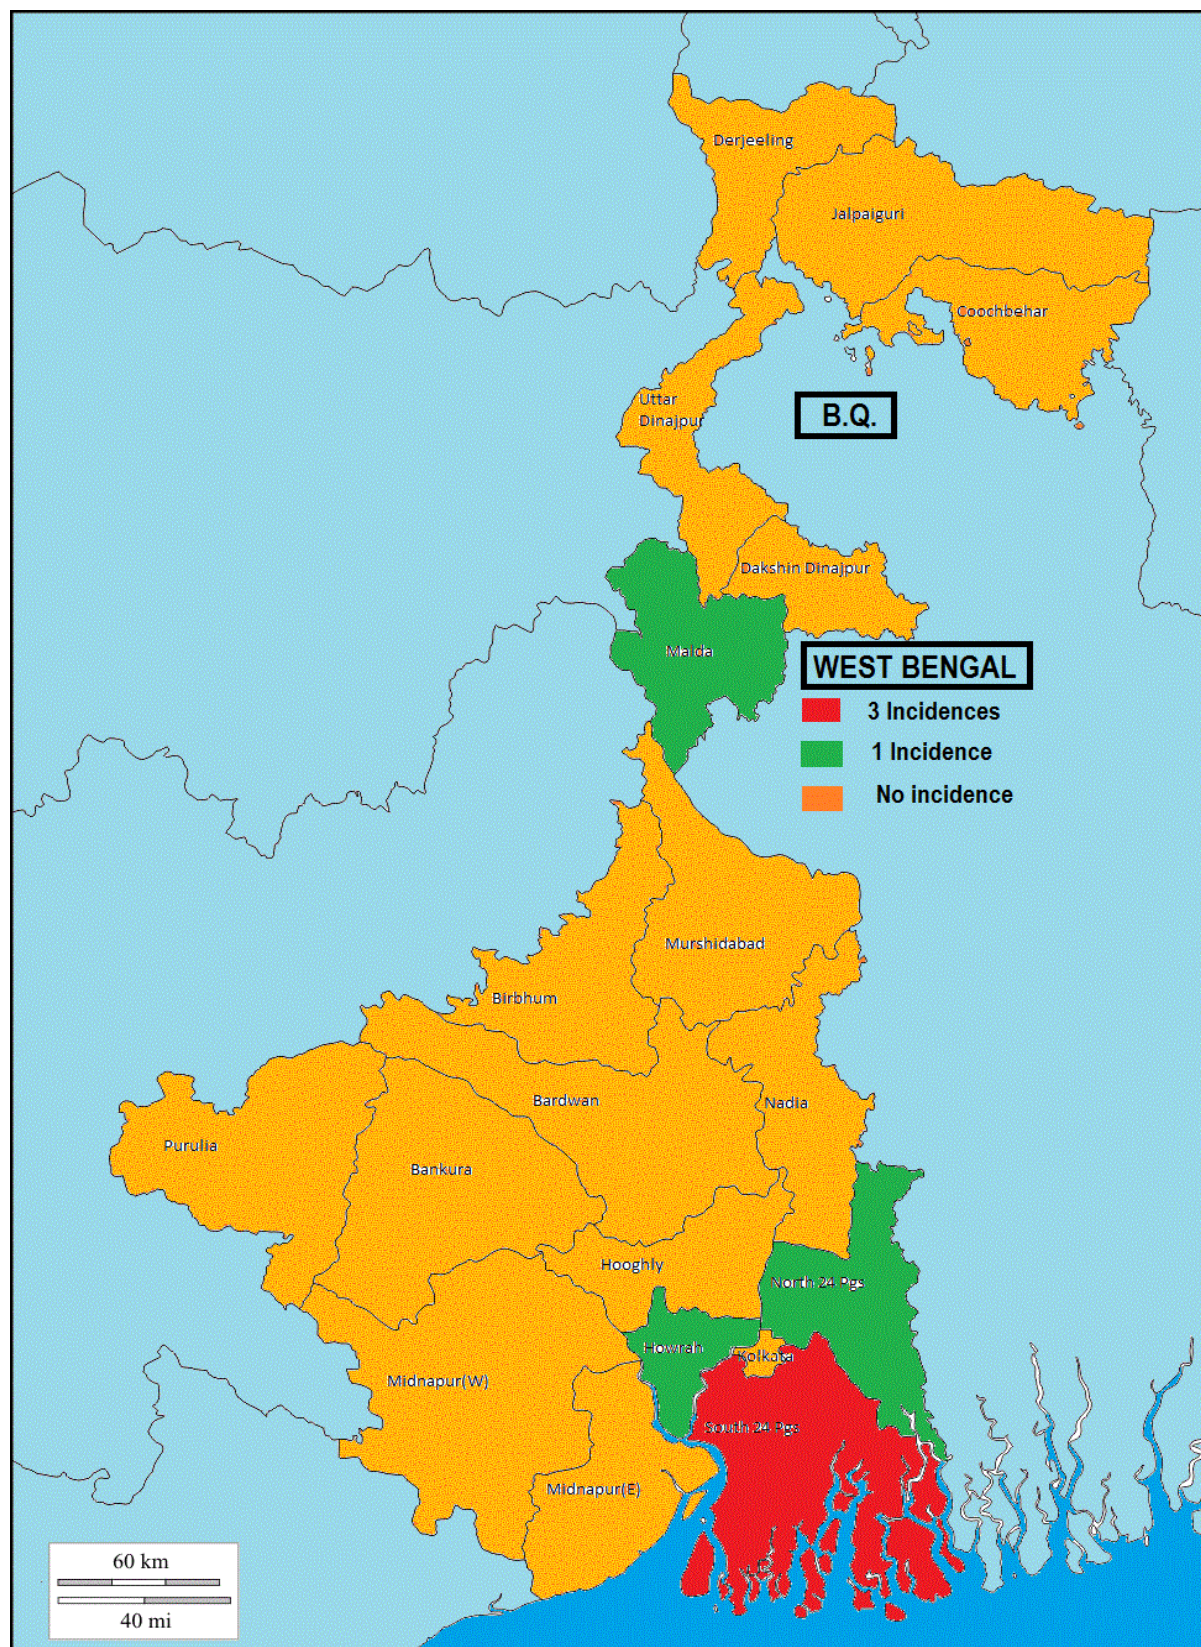 Derjeeling
Jalpaiguri
Coochbehar
Uttar
Dinajpur
B.Q.
Dakshin Dinajpur
Malda
WEST BENGAL
3 Incidences
1 Incidence
No incidence
Murshidabad
Birbhum
Bardwan
Nadia
Purulia
Bankura
Hooghly
North 24 Pgs
Howrah
Kolkata
Midnapur(W)
South 24 Pgs
Midnapur(E)
60 km
40 mi